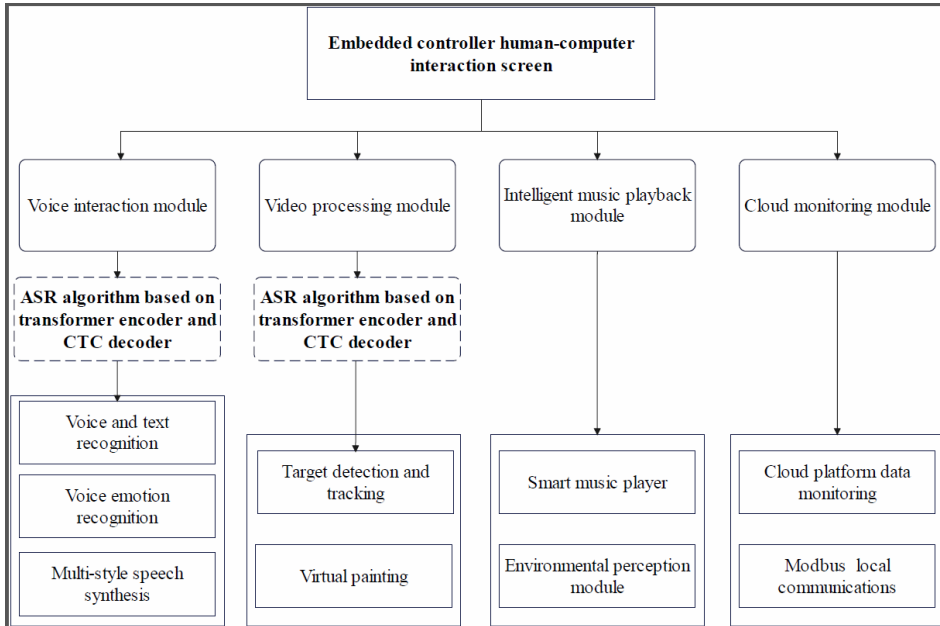 Embedded controller human-computer
interaction screen
Voice interaction module
Video processing module
Intelligent music playback
module
Cloud monitoring module
ASR algorithm based on
transformer encoder and
CTC decoder
ASR algorithm based on
transformer encoder and
CTC decoder
Voice and text
recognition
Voice emotion
recognition
Multi-style speech
synthesis
Target detection and
tracking
Virtual painting
Smart music player
Environmental perception
module
Cloud platform data
monitoring
Modbus local
communications